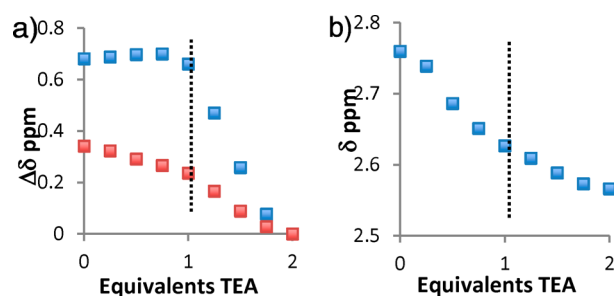 a)
Δδ ppm
0.8
0.6
0.4
0.2
0
0
1
2
Equivalents TEA
b)
δ ppm
2.8
2.7
2.6
2.5
0
1
2
Equivalents TEA